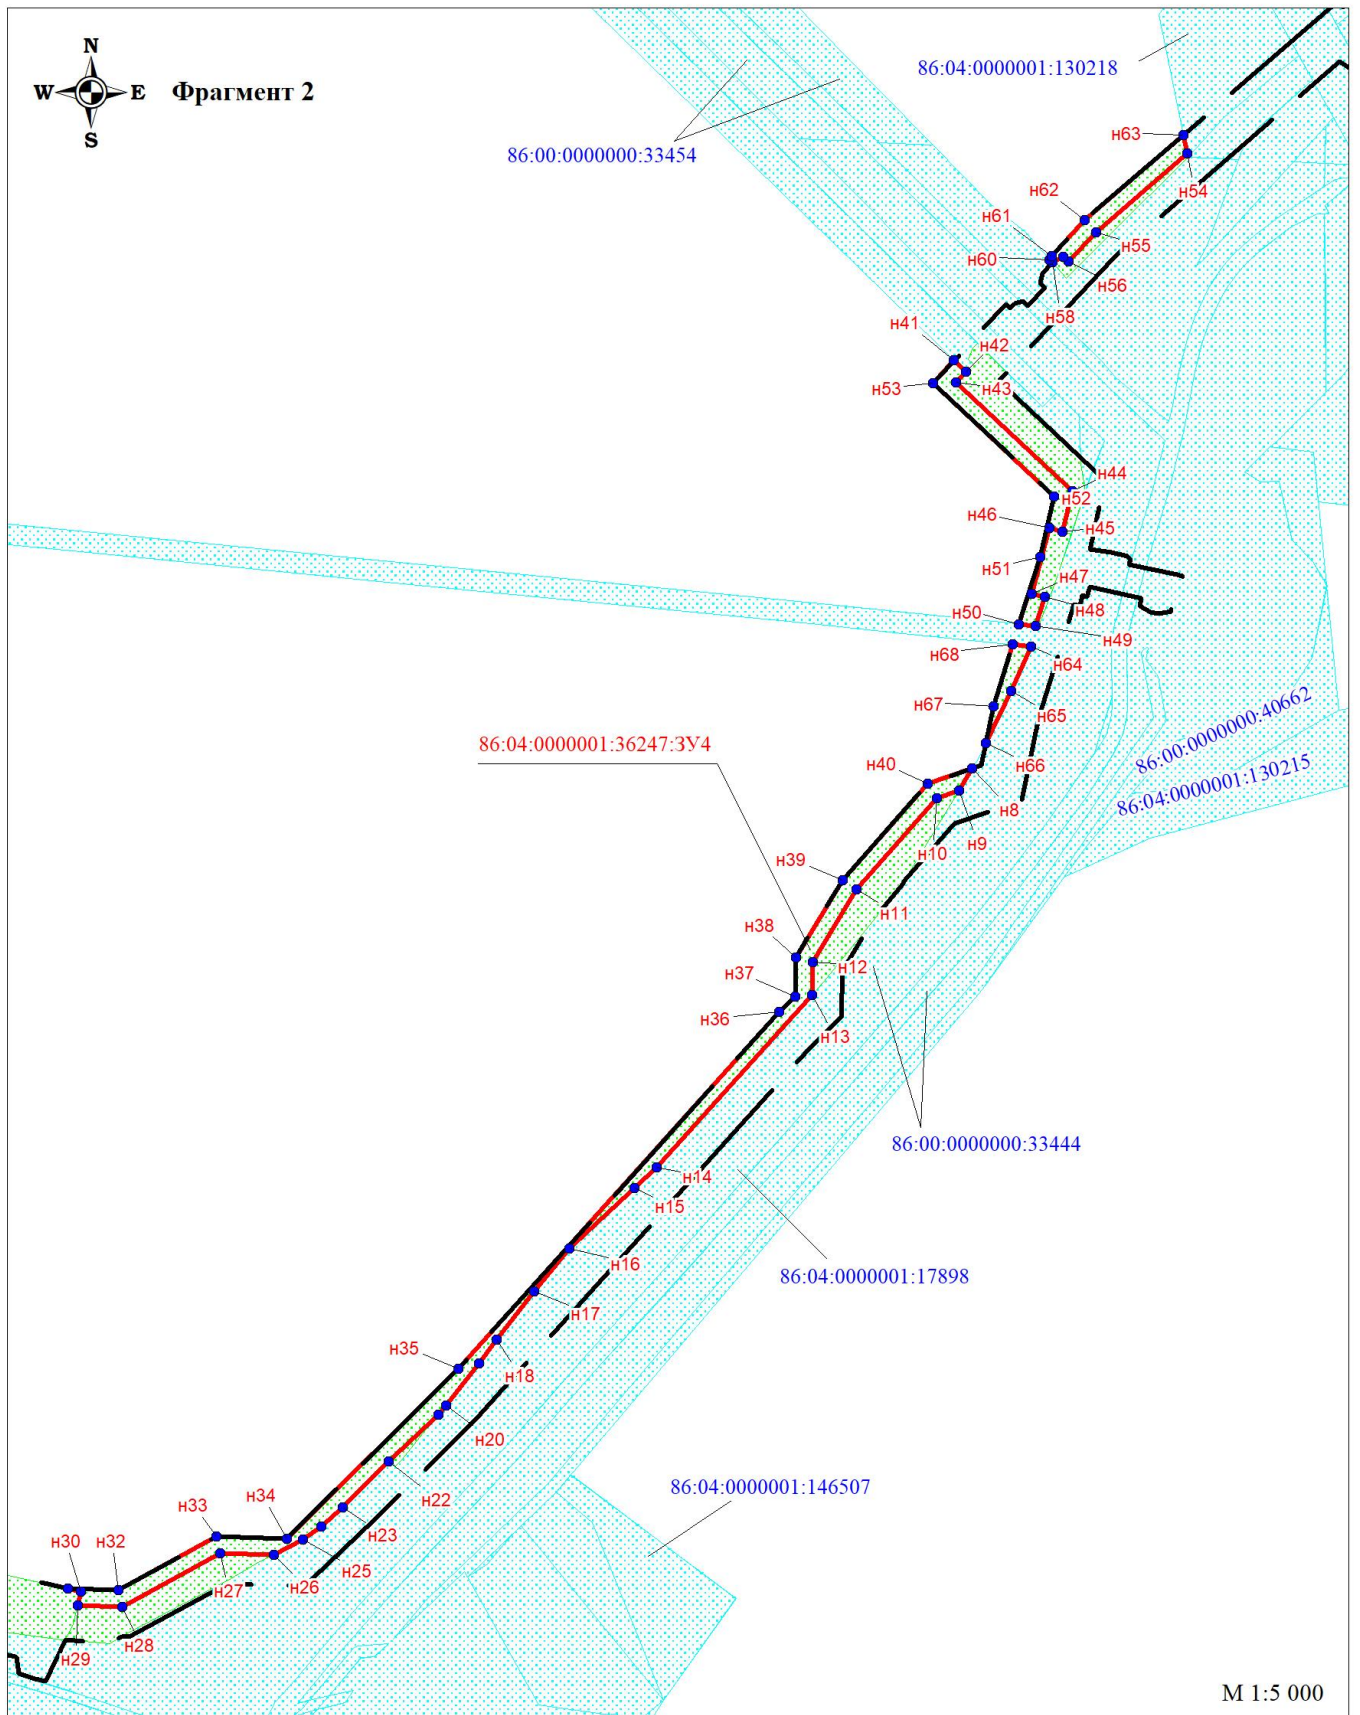 N
W E Фрагмент 2
S
86:04:0000001:130218
86:00:0000000:33454
н63
н54
н62
н61
н55
н60
н56
н58
н41
н42
н53
н43
н44
н52
н46
н45
н51
н47
н48
н50
н49
н68
н64
н67
н65
86:00:0000000:40662
86:04:0000001:36247:ЗУ4
н66
86:04:0000001:130215
н40
н8
н9
н10
н39
н11
н38
н12
н37
н36
н13
86:00:0000000:33444
н14
н15
н16
86:04:0000001:17898
н17
н35
н18
н20
н22
86:04:0000001:146507
н33
н34
н23
н30
н32
н25
н27
н26
н28
н29
М 1:5 000